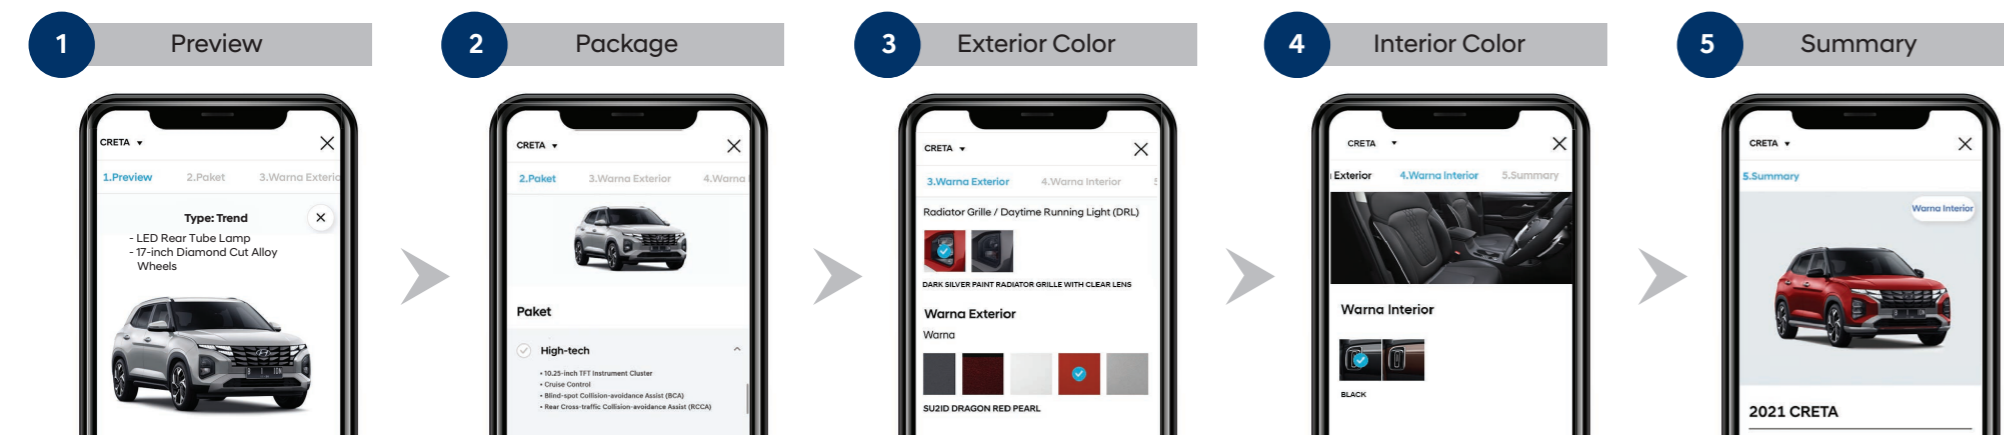 1
Preview
2
Package
3
Exterior Color
4
Interior Color
5
Summary
CRETA
1.Preview 2.Paket 3.Warna Exterio
Type: Trend
- LED Rear Tube Lamp
- 17-inch Diamond Cut Alloy
Wheels
CRETA
2.Paket 3.Warna Exterior 4.Warna
Paket
High-tech
• 10.25-inch TFT Instrument Cluster
• Cruise Control
• Blind-spot Collision-avoidance Assist (BCA)
• Rear Cross-traffic Collision-avoidance Assist (RCCA)
CRETA
3.Warna Exterior 4.Warna Interior
Radiator Grille / Daytime Running Light (DRL)
DARK SILVER PAINT RADIATOR GRILLE WITH CLEAR LENS
Warna Exterior
Warna
SU2ID DRAGON RED PEARL
CRETA
Exterior 4.Warna Interior 5.Summary
Warna Interior
BLACK
CRETA
5.Summary
Warna Interior
2021 CRETA